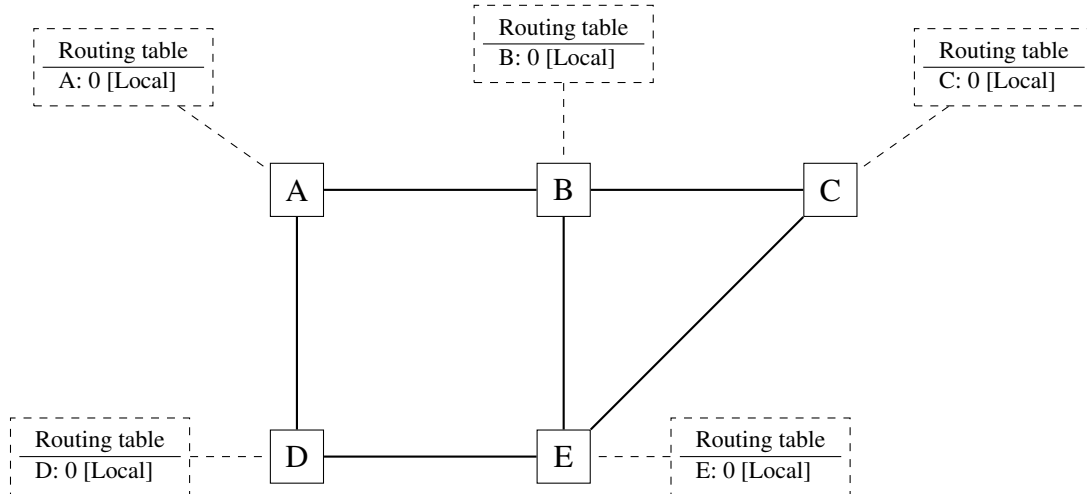 Routing table
A: 0 [Local]
Routing table
B: 0 [Local]
Routing table
C: 0 [Local]
A
B
C
D
E
Routing table
D: 0 [Local]
Routing table
E: 0 [Local]